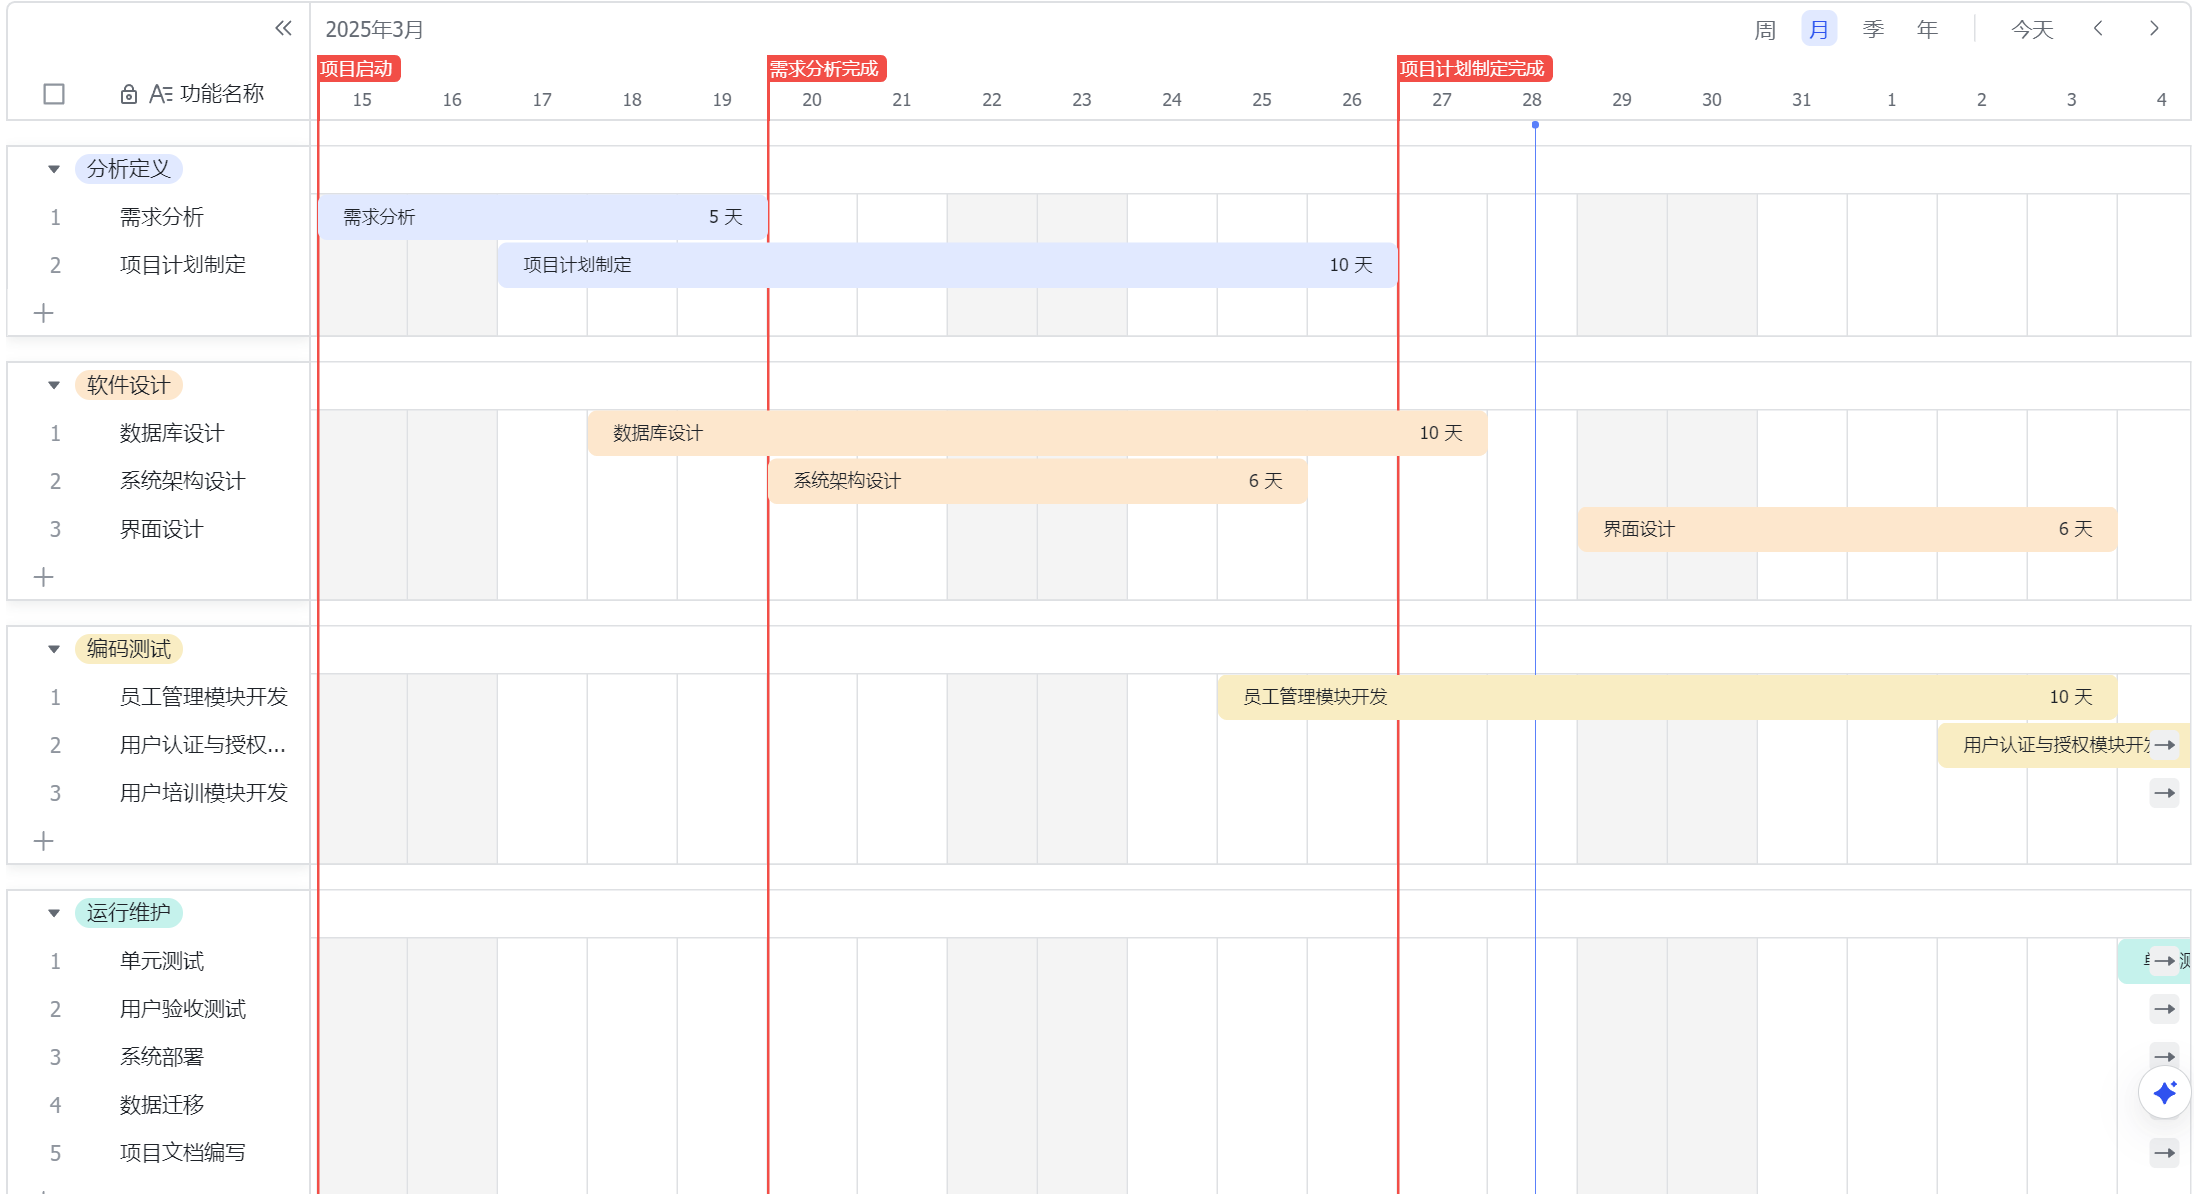 2025年3月
周 月 季 年 今天
项目启动 需求分析完成 项目计划制定完成
功能名称
15 16 17 18 19 20 21 22 23 24 25 26 27 28 29 30 31 1 2 3 4
分析定义
1 需求分析 需求分析 5 天
2 项目计划制定 项目计划制定 10 天
软件设计
1 数据库设计 数据库设计 10 天
2 系统架构设计 系统架构设计 6 天
3 界面设计 界面设计 6 天
编码测试
1 员工管理模块开发 员工管理模块开发 10 天
2 用户认证与授权... 用户认证与授权模块开发
3 用户培训模块开发
运行维护
1 单元测试 单 测
2 用户验收测试
3 系统部署
4 数据迁移
5 项目文档编写